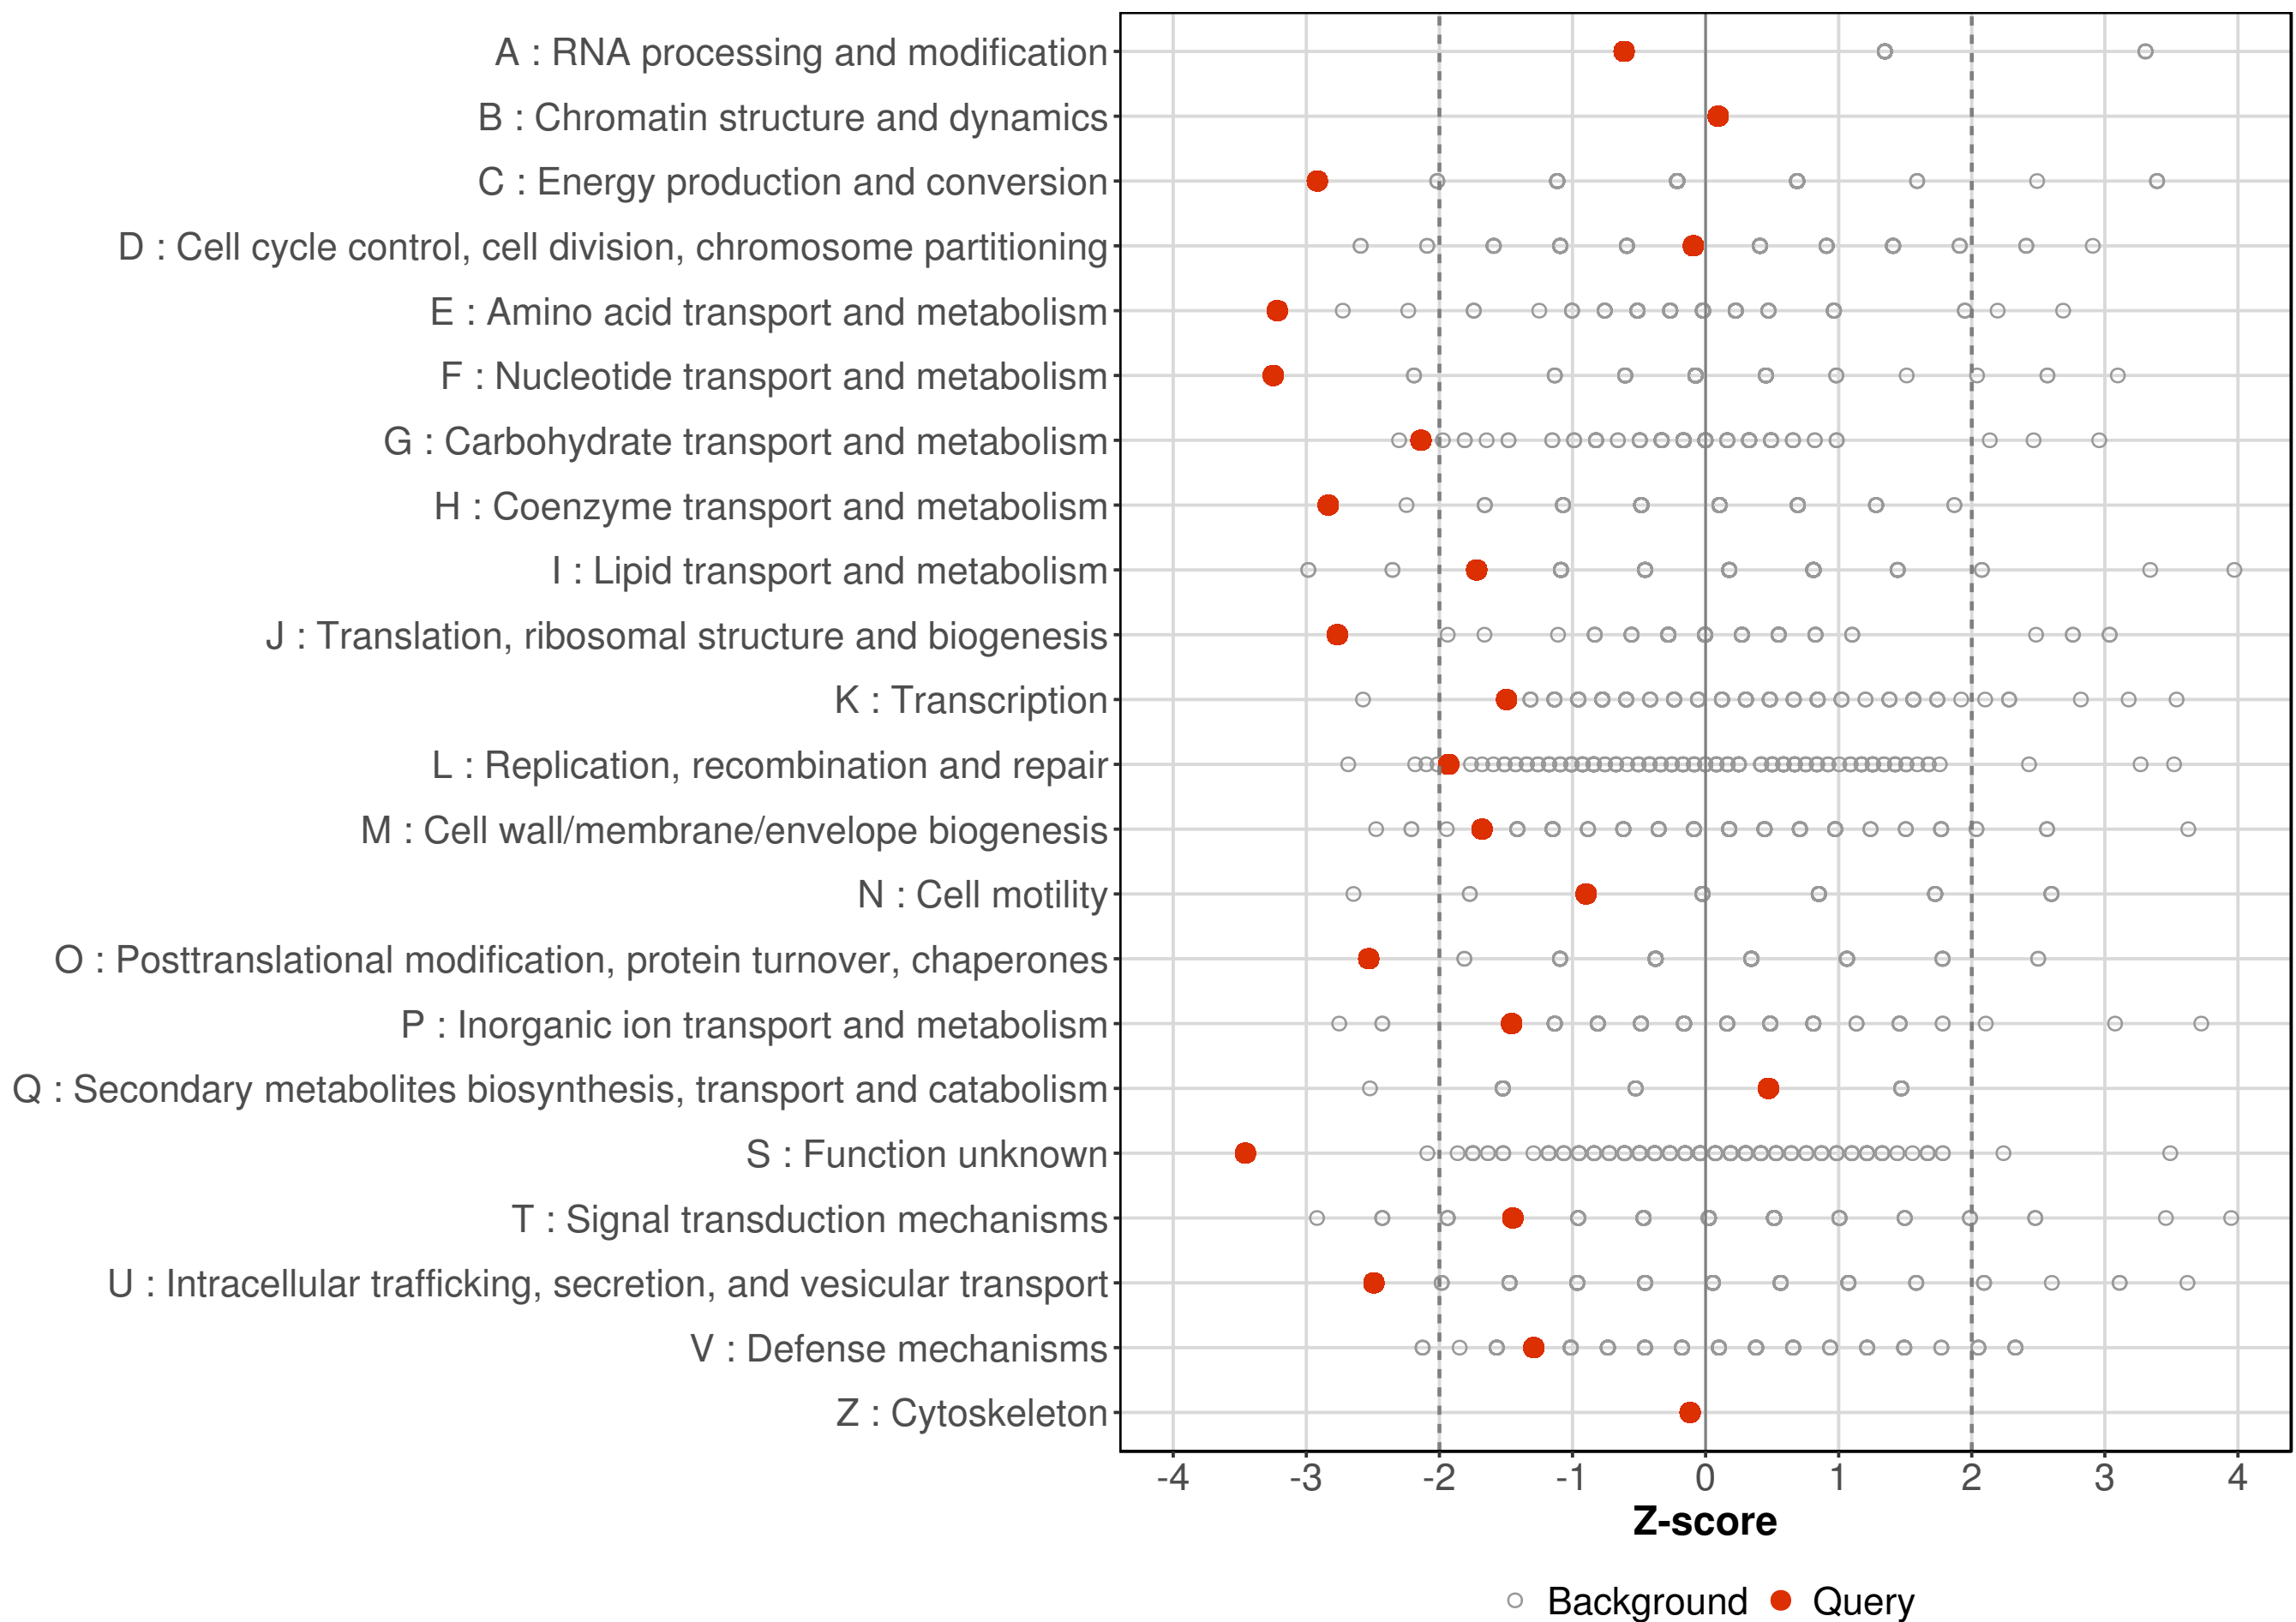 A : RNA processing and modification
B : Chromatin structure and dynamics
C : Energy production and conversion
D : Cell cycle control, cell division, chromosome partitioning
E : Amino acid transport and metabolism
F : Nucleotide transport and metabolism
G : Carbohydrate transport and metabolism
H : Coenzyme transport and metabolism
I : Lipid transport and metabolism
J : Translation, ribosomal structure and biogenesis
K : Transcription
L : Replication, recombination and repair
M : Cell wall/membrane/envelope biogenesis
N : Cell motility
O : Posttranslational modification, protein turnover, chaperones
P : Inorganic ion transport and metabolism
Q : Secondary metabolites biosynthesis, transport and catabolism
S : Function unknown
T : Signal transduction mechanisms
U : Intracellular trafficking, secretion, and vesicular transport
V : Defense mechanisms
Z : Cytoskeleton
-4 -3 -2 -1 0 1 2 3 4
Z-score
Background Query